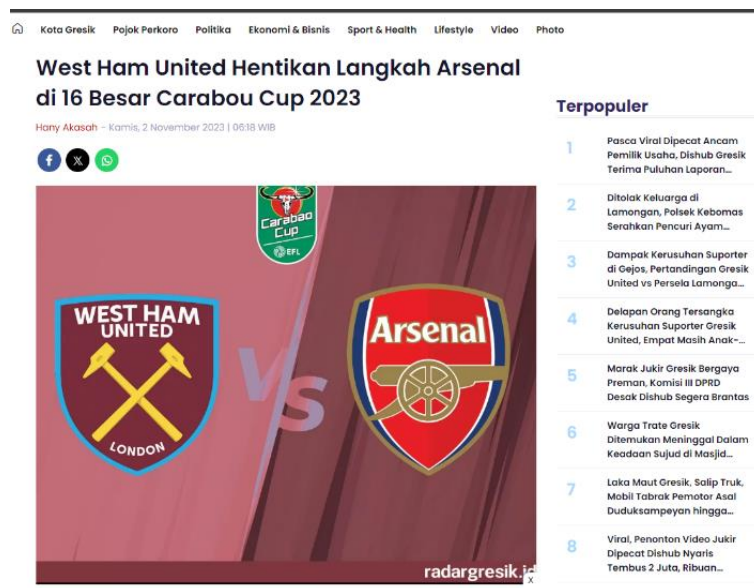 Kota Gresik Pojok Perkoro Politika Ekonomi & Bisnis Sport & Health Lifestyle Video Photo
West Ham United Hentikan Langkah Arsenal
di 16 Besar Carabou Cup 2023
Hany Akasah - Kamis, 2 November 2023 | 06:18 WIB
Carabao
Cup
EFL
WEST HAM
UNITED
LONDON
VS
Arsenal
radargresik.id
x
Terpopuler
1
Pasca Viral Dipecat Ancam
Pemilik Usaha, Dishub Gresik
Terima Puluhan Laporan...
2
Ditolak Keluarga di
Lamongan, Polsek Kebomas
Serahkan Pencuri Ayam...
3
Dampak Kerusuhan Suporter
di Gejos, Pertandingan Gresik
United vs Persela Lamonga...
4
Delapan Orang Tersangka
Kerusuhan Suporter Gresik
United, Empat Masih Anak-...
5
Marak Jukir Gresik Bergaya
Preman, Komisi III DPRD
Desak Dishub Segera Brantas
6
Warga Trate Gresik
Ditemukan Meninggal Dalam
Keadaan Sujud di Masjid...
7
Laka Maut Gresik, Salip Truk,
Mobil Tabrak Pemotor Asal
Duduksampeyan hingga...
8
Viral, Penonton Video Jukir
Dipecat Dishub Nyaris
Tembus 2 Juta, Ribuan...